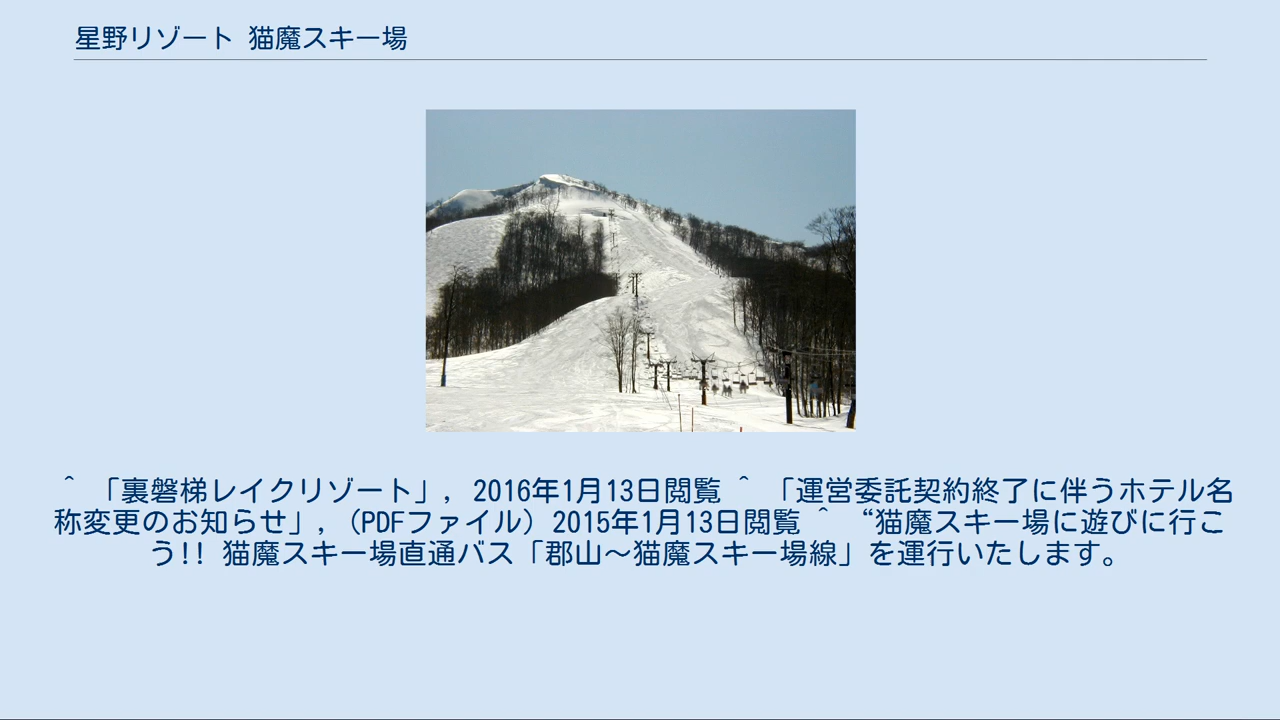 星野リゾート 猫魔スキー場
^ 「裏磐梯レイクリゾート」, 2016年1月13日閲覧 ^ 「運営委託契約終了に伴うホテル名
称変更のお知らせ」, (PDFファイル) 2015年1月13日閲覧 ^ “猫魔スキー場に遊びに行こ
う!! 猫魔スキー場直通バス「郡山〜猫魔スキー場線」を運行いたします。